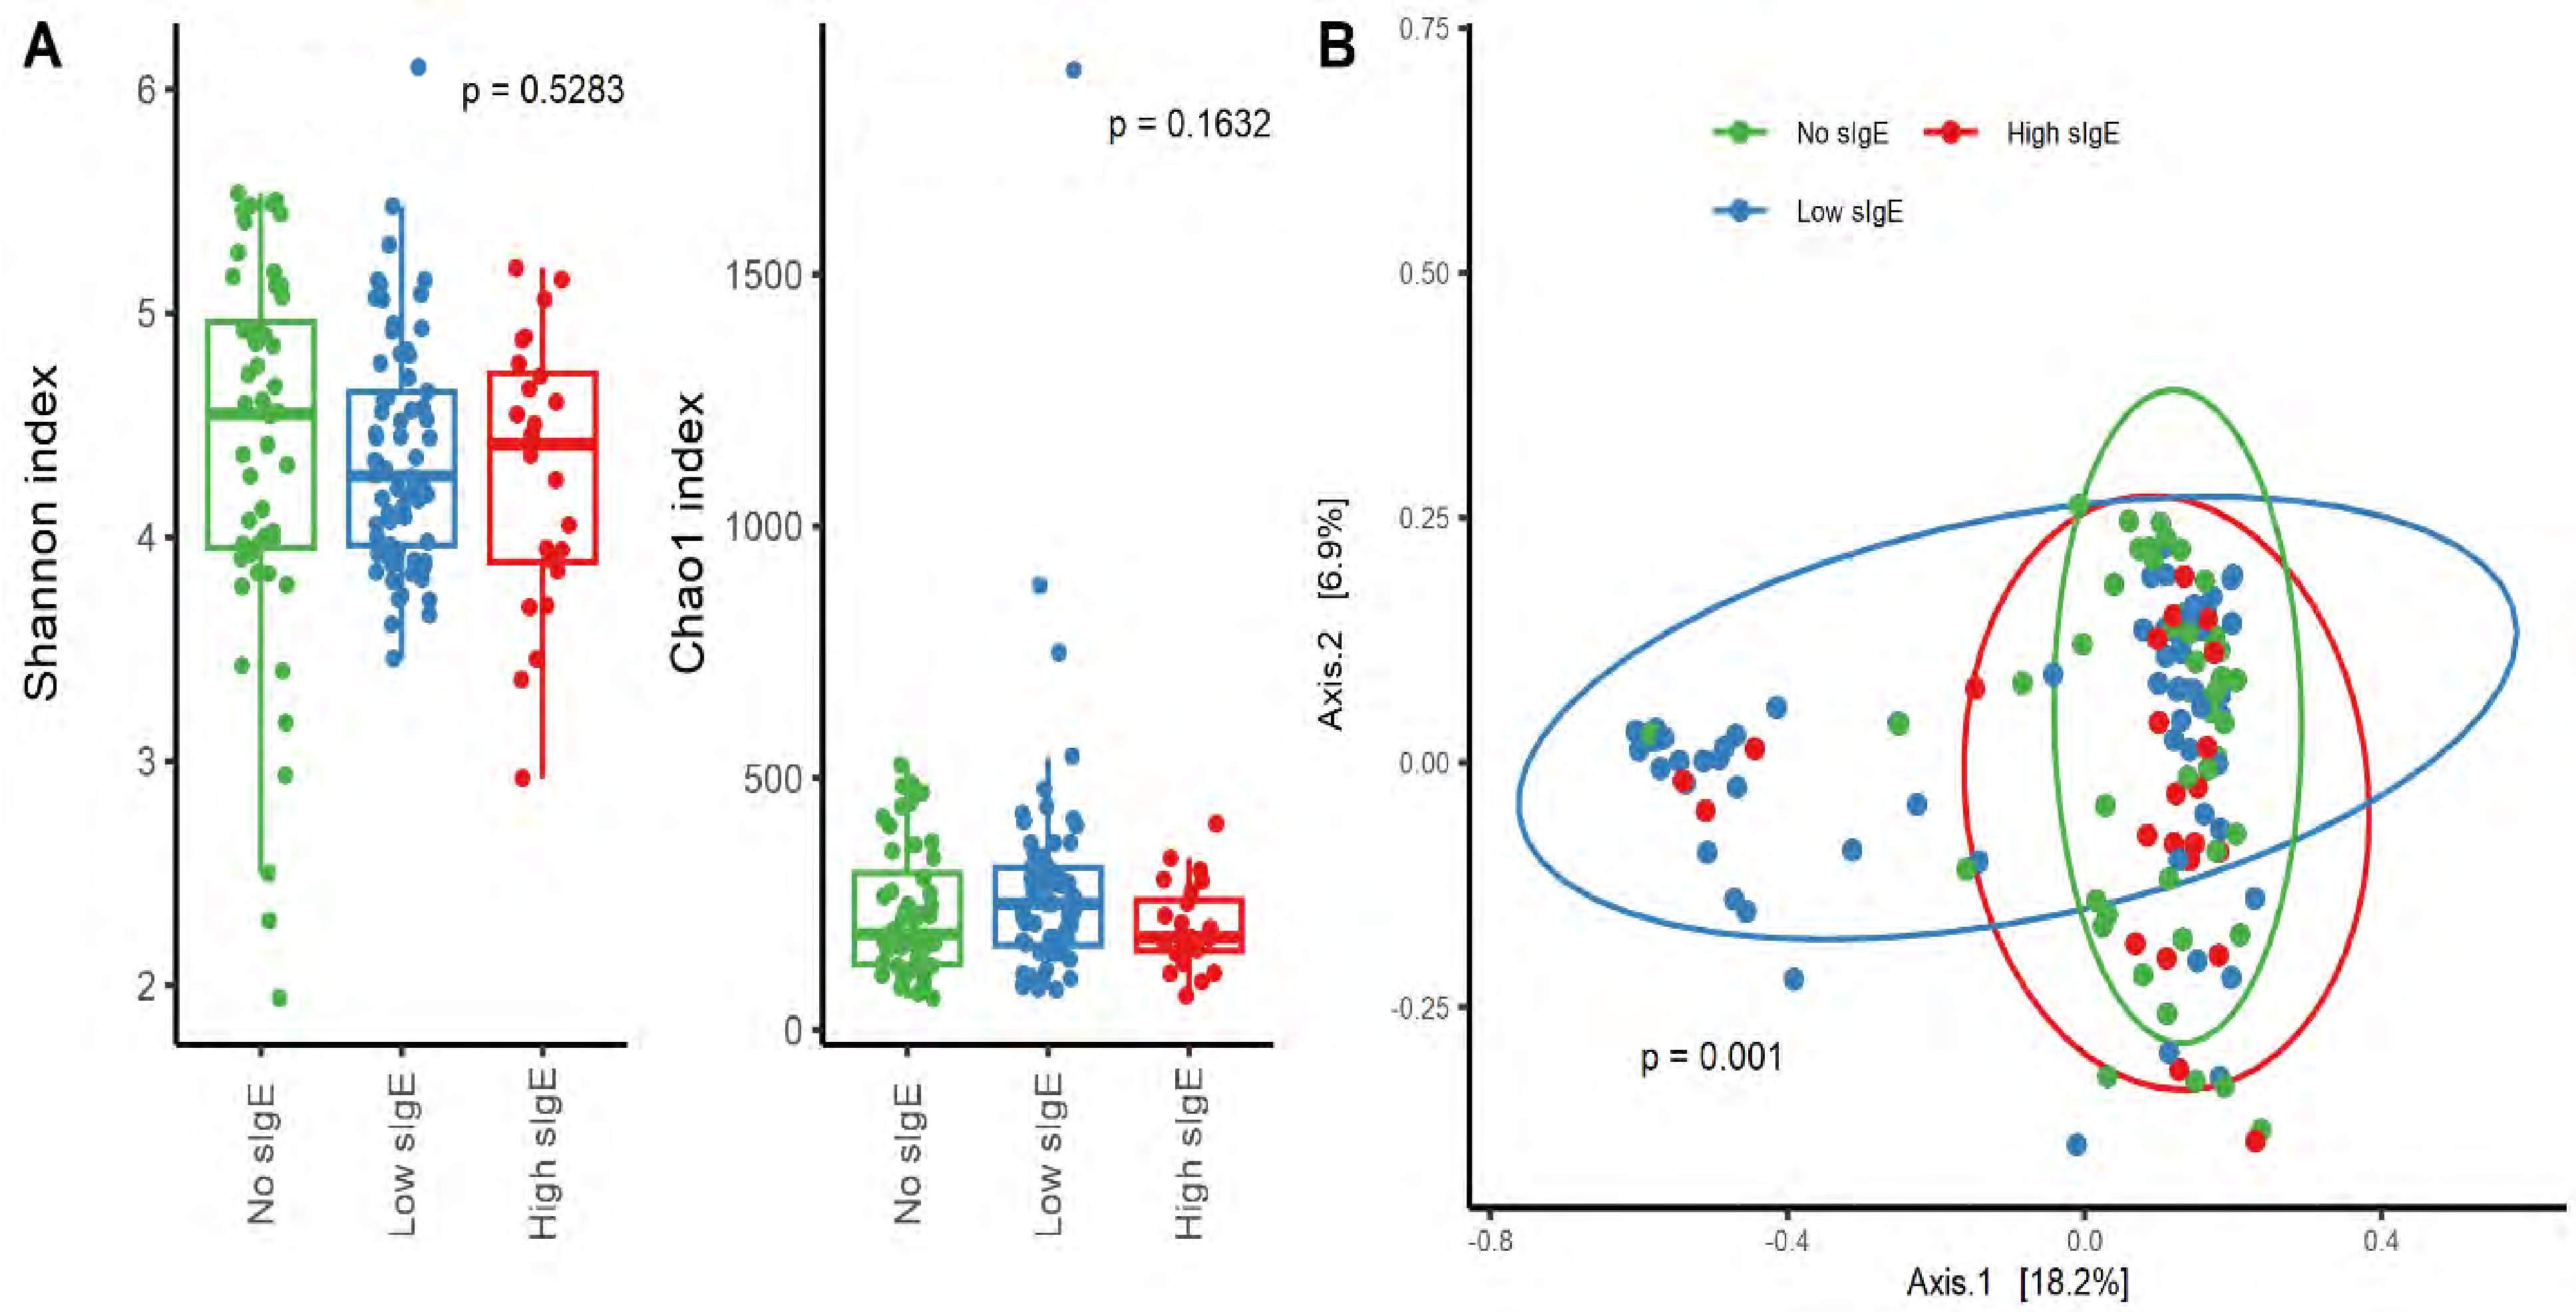 A
Shannon index
6
5
4
3
2
p = 0.5283
No sIgE
Low sIgE
High sIgE
Chao1 index
1500
1000
500
0
p = 0.1632
No sIgE
Low sIgE
High sIgE
B
Axis.2 [6.9%]
0.75
0.50
0.25
0.00
-0.25
No sIgE
High sIgE
Low sIgE
p = 0.001
-0.8
-0.4
0.0
0.4
Axis.1 [18.2%]